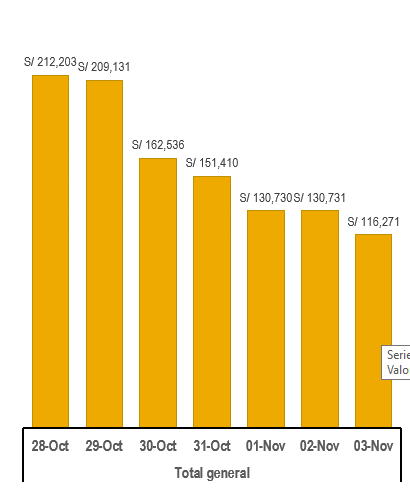 S/ 212,203
S/ 209,131
S/ 162,536
S/ 151,410
S/ 130,730
S/ 130,731
S/ 116,271
Serie
Valo
28-Oct 29-Oct 30-Oct 31-Oct 01-Nov 02-Nov 03-Nov
Total general